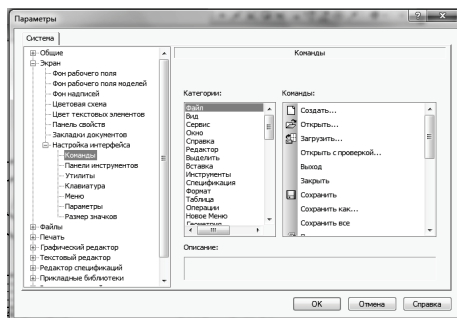 Параметры
Система
Общие
Экран
Фон рабочего поля
Фон рабочего поля моделей
Фон надписей
Цветовая схема
Цвет текстовых элементов
Панель свойств
Закладки документов
Настройка интерфейса
Команды
Панели инструментов
Утилиты
Клавиатура
Меню
Параметры
Размер значков
Файлы
Печать
Графический редактор
Текстовый редактор
Редактор спецификаций
Прикладные библиотеки
Команды
Категории:
Файл
Вид
Сервис
Окно
Справка
Редактор
Выделить
Вставка
Инструменты
Спецификация
Формат
Таблица
Операции
Новое Меню
Геометрия
Команды:
Создать...
Открыть...
Загрузить...
Открыть с проверкой...
Выход
Закрыть
Сохранить
Сохранить как...
Сохранить все
Описание:
OK
Отмена
Справка